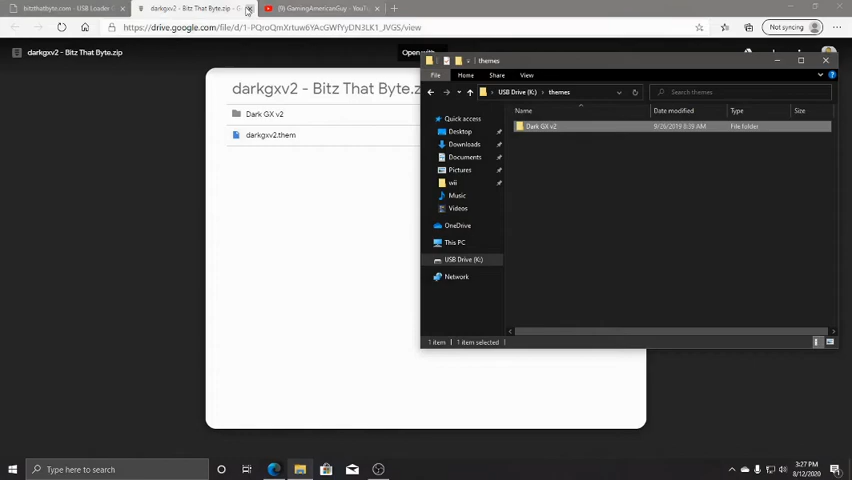 bitzthatbyte.com - USB Loader G
darkgxv2 - Bitz That Byte.zip - G
(9) GamingAmericanGuy - YouTu
https://drive.google.com/file/d/1-PQroQmXrtuw6YAcGWfYyDN3LK1_JVGS/view
Not syncing
darkgxv2 - Bitz That Byte.zip
Open with
darkgxv2 - Bitz That Byte.z
Dark GX v2
darkgxv2.them
themes
File
Home
Share
View
USB Drive (K:)
themes
Search themes
Name
Date modified
Type
Size
Dark GX v2
9/26/2019 8:39 AM
File folder
Quick access
Desktop
Downloads
Documents
Pictures
wii
Music
Videos
OneDrive
This PC
USB Drive (K:)
Network
1 item
1 item selected
Type here to search
3:27 PM
8/12/2020